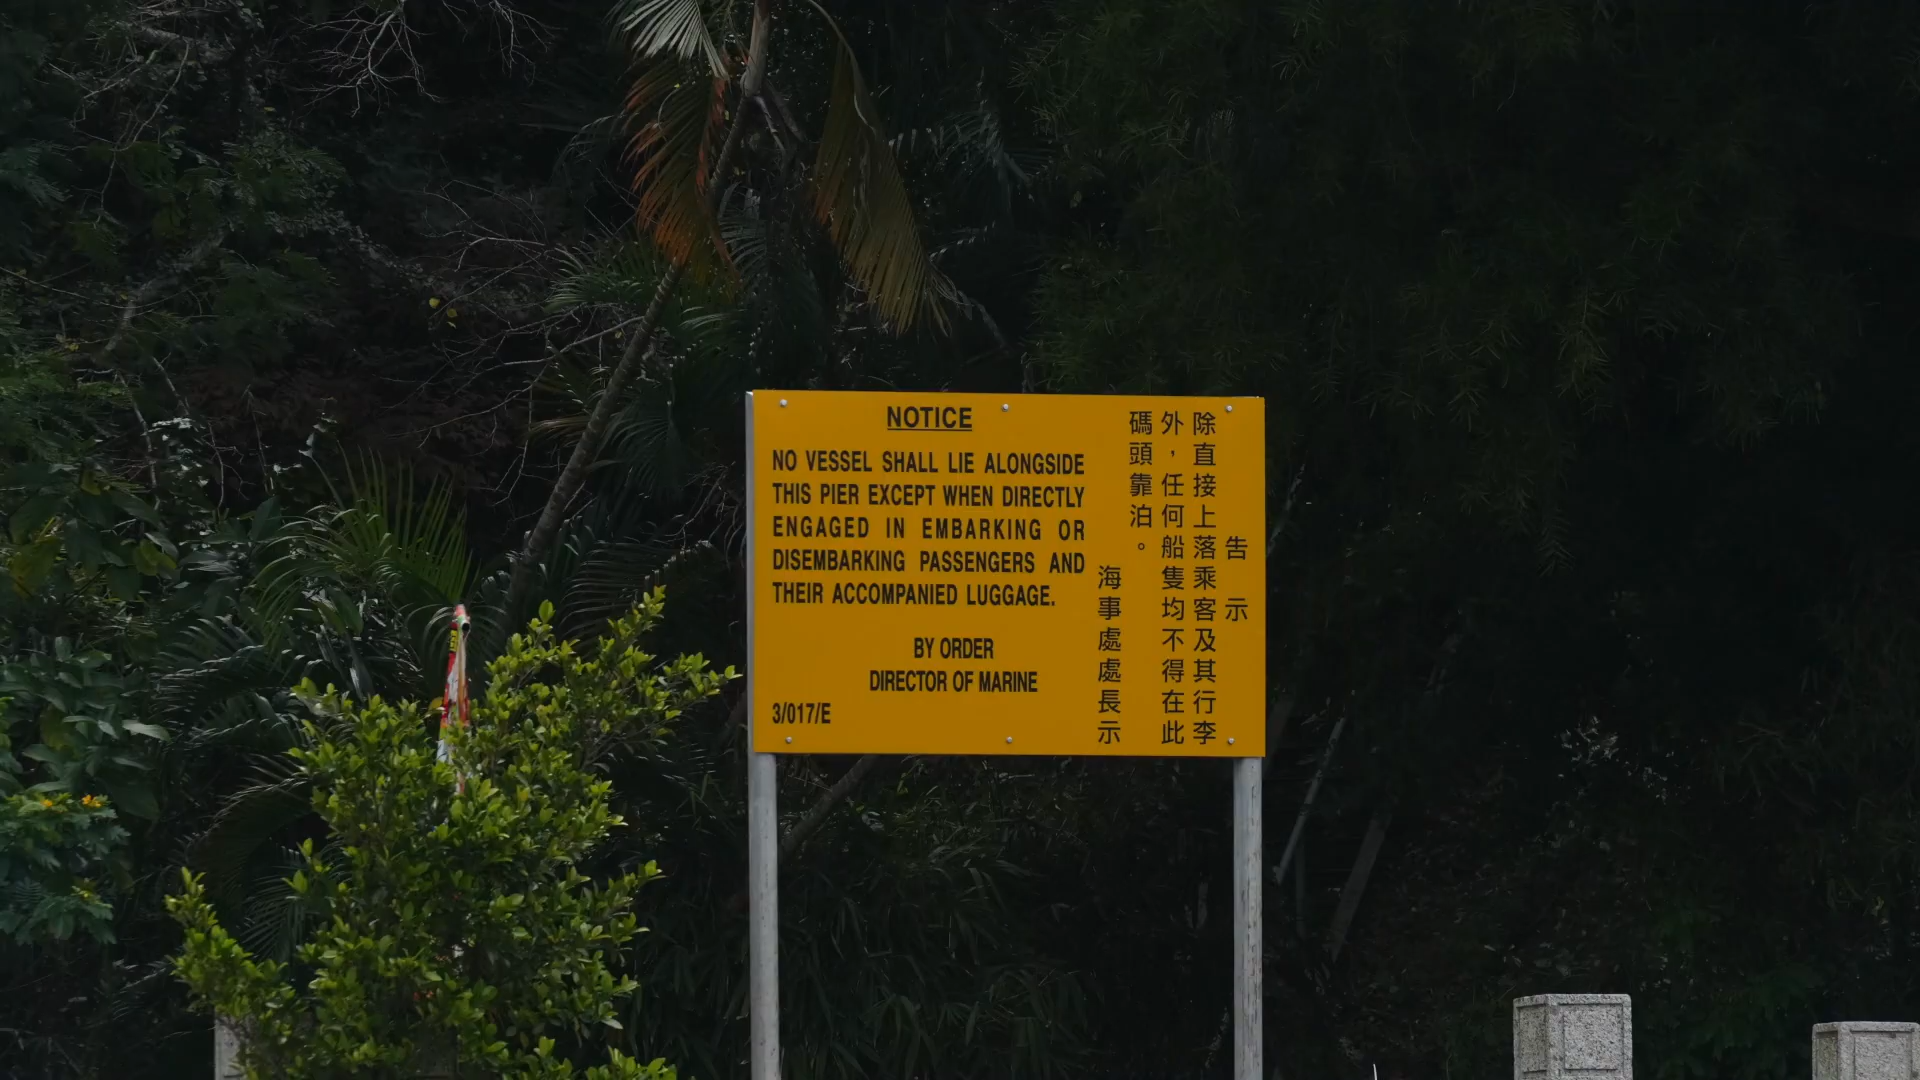 NOTICE
NO VESSEL SHALL LIE ALONGSIDE
THIS PIER EXCEPT WHEN DIRECTLY
ENGAGED IN EMBARKING OR
DISEMBARKING PASSENGERS AND
THEIR ACCOMPANIED LUGGAGE.
BY ORDER
DIRECTOR OF MARINE
3/017/E
告示
除直接上落乘客及其行李
外，任何船隻均不得在此
碼頭靠泊。
海事處處長示